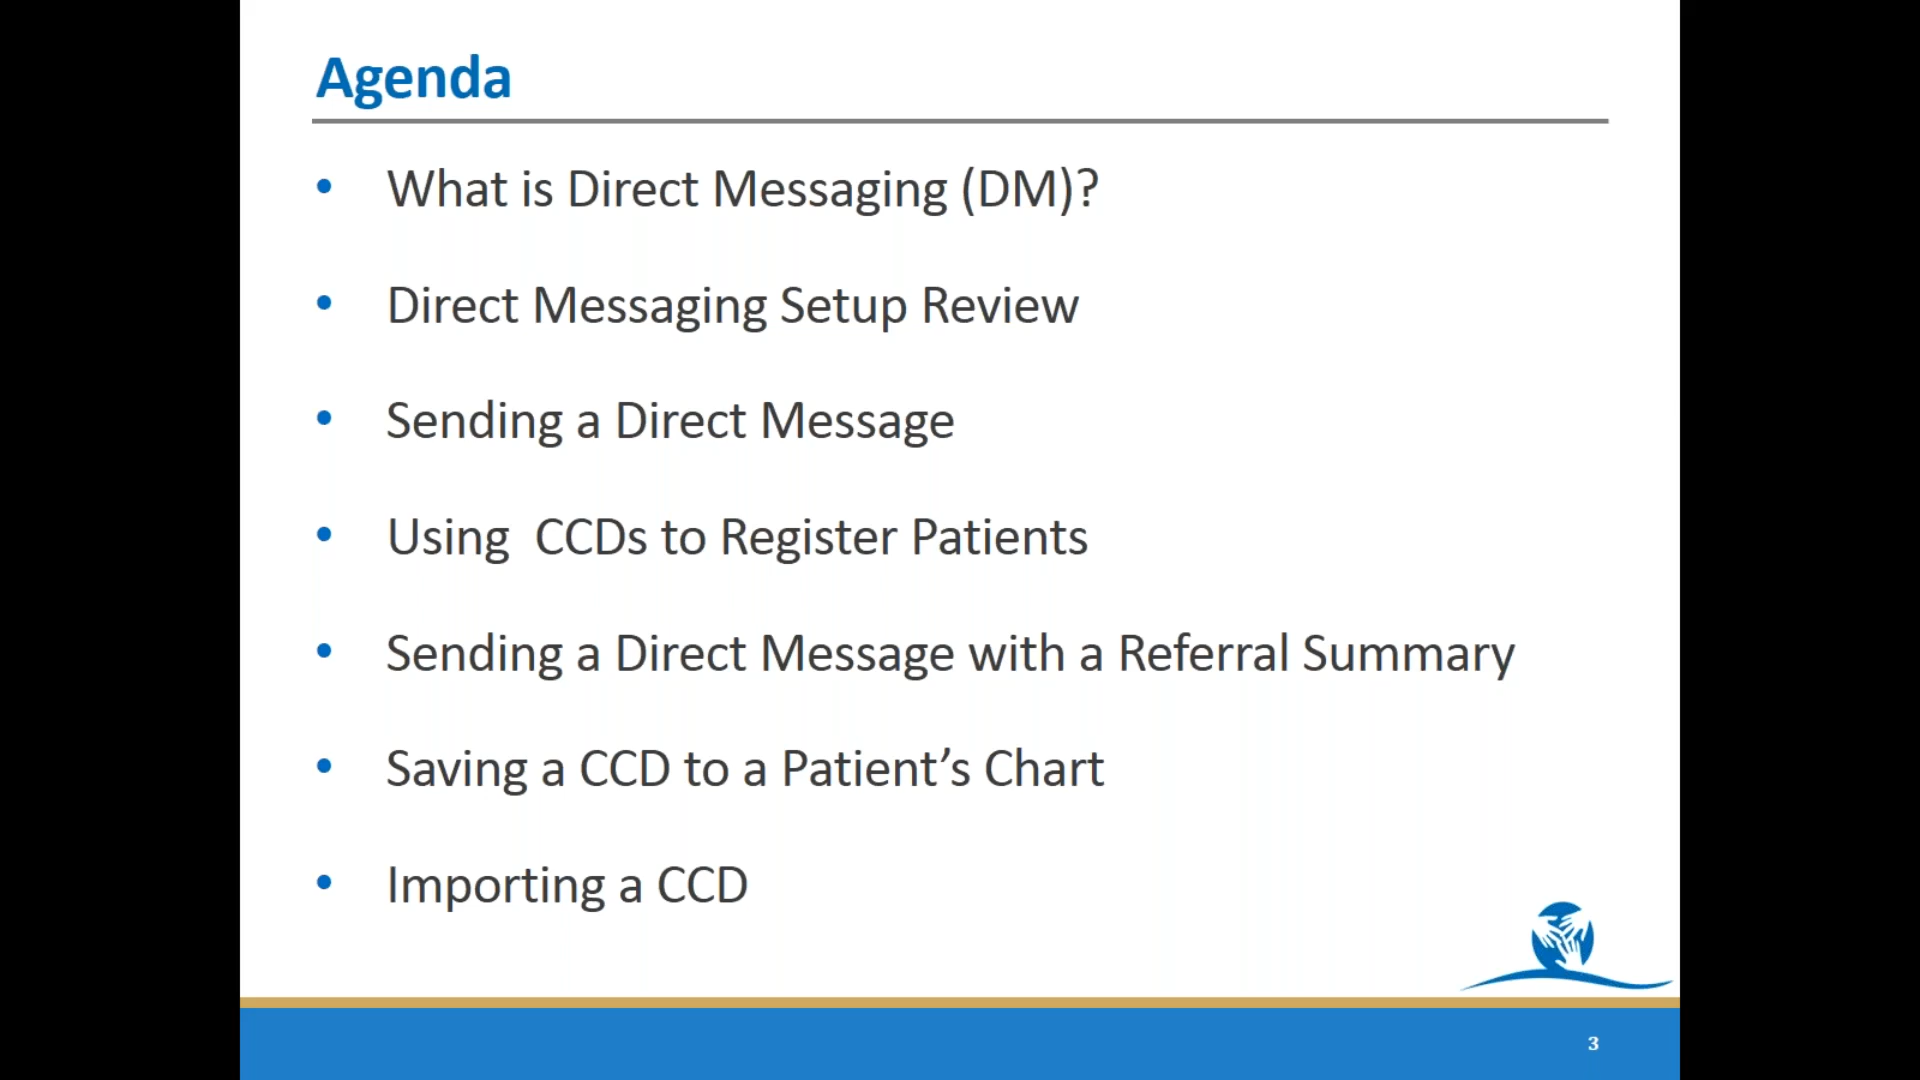 Agenda
• What is Direct Messaging (DM)?
• Direct Messaging Setup Review
• Sending a Direct Message
• Using  CCDs to Register Patients
• Sending a Direct Message with a Referral Summary
• Saving a CCD to a Patient’s Chart
• Importing a CCD
3